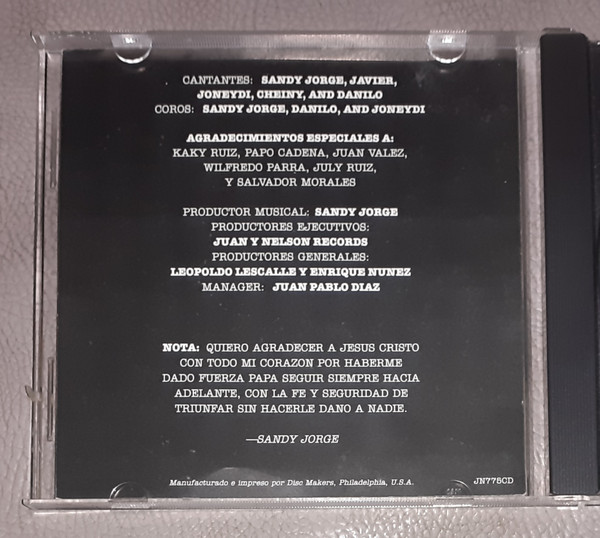 CANTANTES: SANDY JORGE, JAVIER,
JONEYDI, CHEINY, AND DANILO
COROS: SANDY JORGE, DANILO, AND JONEYDI
AGRADECIMIENTOS ESPECIALES A:
KAKY RUIZ, PAPO CADENA, JUAN VALEZ,
WILFREDO PARRA, JULY RUIZ,
Y SALVADOR MORALES
PRODUCTOR MUSICAL: SANDY JORGE
PRODUCTORES EJECUTIVOS:
JUAN Y NELSON RECORDS
PRODUCTORES GENERALES:
LEOPOLDO LESCALLE Y ENRIQUE NUNEZ
MANAGER: JUAN PABLO DIAZ
NOTA: QUIERO AGRADECER A JESUS CRISTO
CON TODO MI CORAZON POR HABERME
DADO FUERZA PAPA SEGUIR SIEMPRE HACIA
ADELANTE, CON LA FE Y SEGURIDAD DE
TRIUNFAR SIN HACERLE DANO A NADIE.
—SANDY JORGE
Manufacturado e impreso por Disc Makers, Philadelphia, U.S.A.
JN775CD